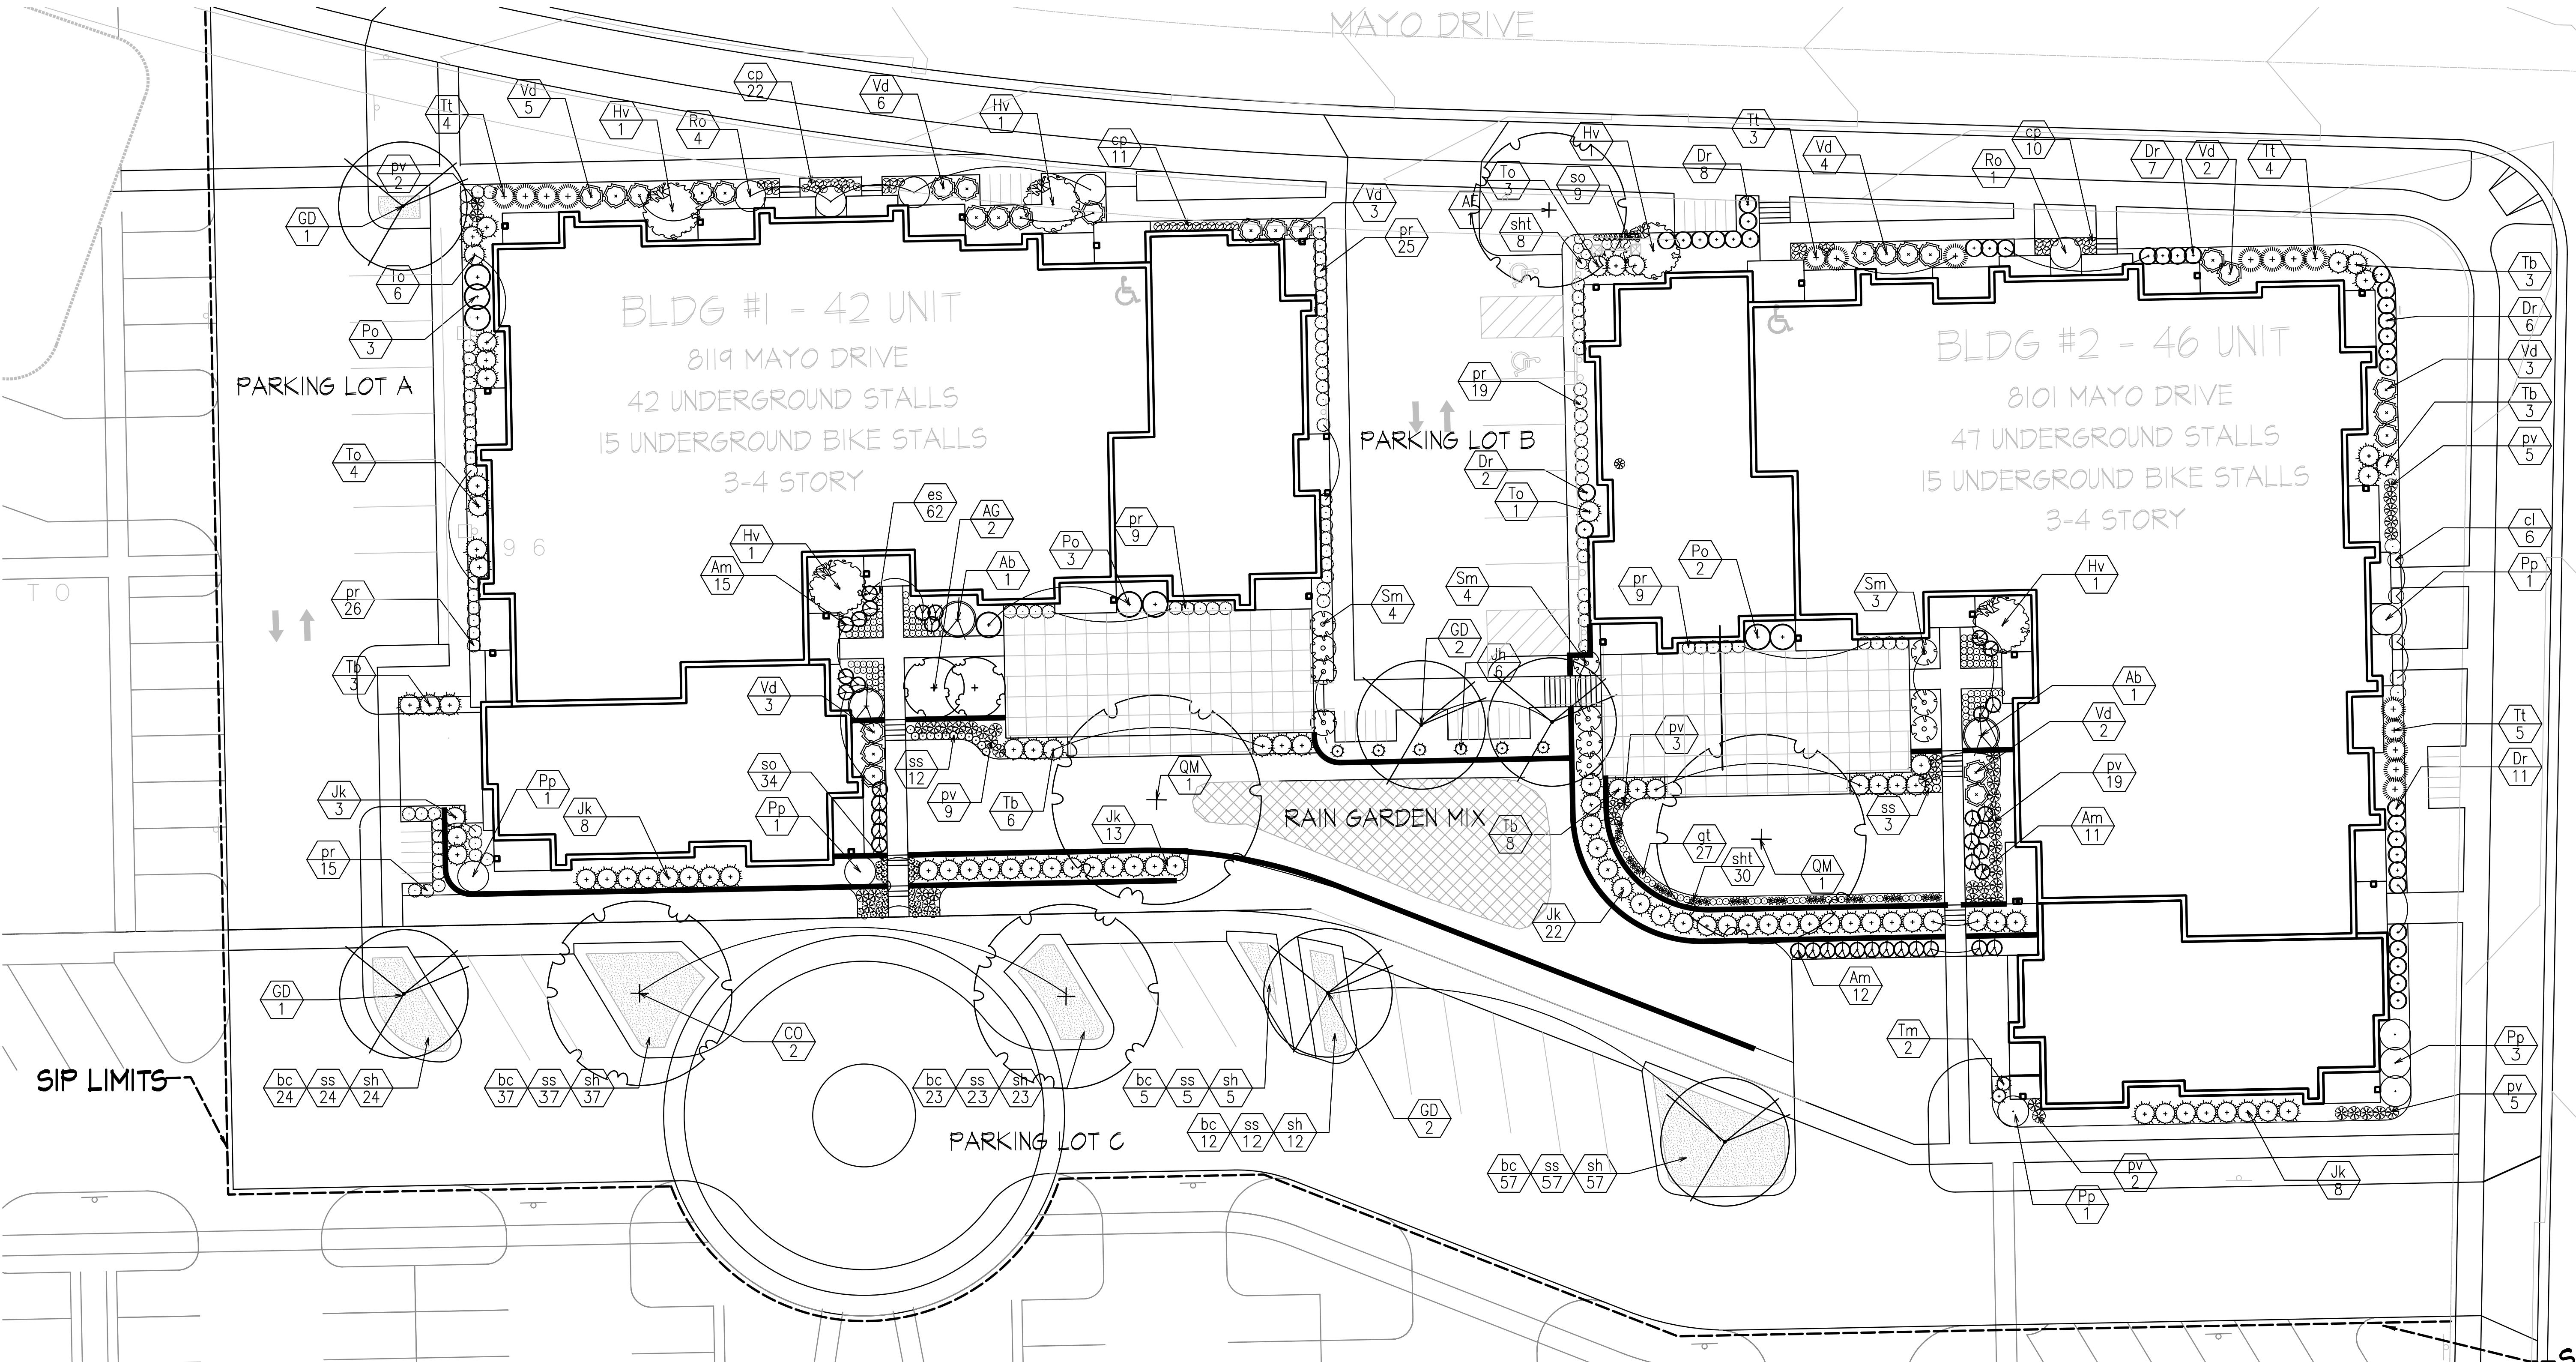 MAYO DRIVE
Tt
4
Vd
5
Hv
1
Ro
4
cp
22
Vd
6
Hv
1
cp
11
Hv
1
Tt
3
Vd
4
cp
10
Ro
1
Dr
7
Vd
2
Tt
4
pv
2
GD
1
To
6
Po
3
Vd
3
pr
25
To
3
so
9
sht
8
Dr
8
Tb
3
Dr
6
Vd
3
Tb
3
pv
5
cl
6
Pp
1
BLDG #1 - 42 UNIT
8119 MAYO DRIVE
42 UNDERGROUND STALLS
15 UNDERGROUND BIKE STALLS
3-4 STORY
BLDG #2 - 46 UNIT
8101 MAYO DRIVE
47 UNDERGROUND STALLS
15 UNDERGROUND BIKE STALLS
3-4 STORY
PARKING LOT A
PARKING LOT B
pr
19
Dr
2
To
1
To
4
pr
26
Tb
3
9 6
T O
es
62
AG
2
Hv
1
Am
15
Ab
1
Po
3
pr
9
Sm
4
Sm
4
GD
2
Jh
6
pr
9
Po
2
Sm
3
Hv
1
Ab
1
Vd
2
pv
19
Am
11
Tt
5
Dr
11
Vd
3
so
34
ss
12
pv
9
Tb
6
QM
1
Jk
13
Pp
1
Jk
3
Pp
1
Jk
8
pr
15
RAIN GARDEN MIX
Tb
8
pv
3
gt
27
sht
30
QM
1
ss
3
Jk
22
Am
12
GD
1
CO
2
GD
2
Tm
2
Pp
3
pv
5
SIP LIMITS
bc
24
ss
24
sh
24
bc
37
ss
37
sh
37
bc
23
ss
23
sh
23
bc
5
ss
5
sh
5
bc
12
ss
12
sh
12
bc
57
ss
57
sh
57
PARKING LOT C
pv
2
Pp
1
Jk
8